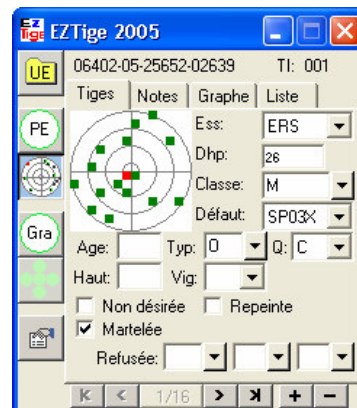 EZ Tige EZTige 2005
UE 06402-05-25652-02639 TI: 001
Tiges Notes Graphe Liste
PE
Gra
Ess: ERS
Dhp: 26
Classe: M
Défaut: SP03X
Age: Typ: O Q: C
Haut: Vig:
Non désirée Repeinte
Martelée
Refusée:
1/16 + -